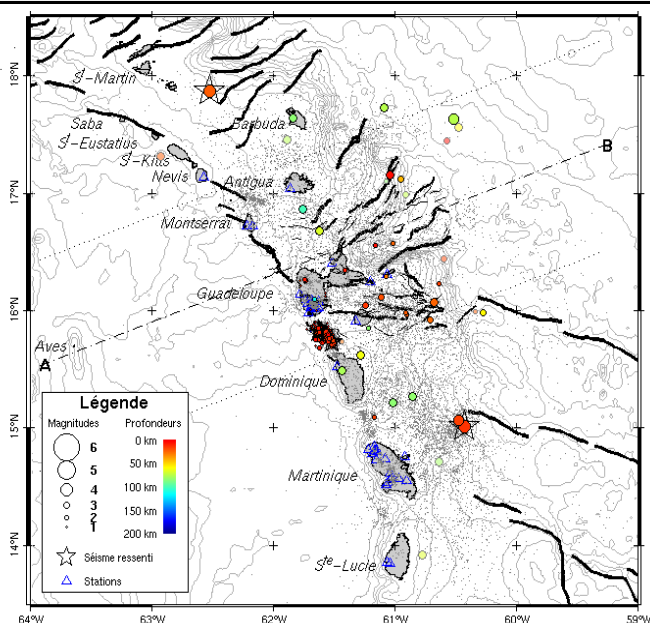 18°N
St-Martin
Saba
St-Eustatius
St-Kitts
Nevis
Barbuda
B
17°N
Antigua
Montserrat
Guadeloupe
16°N
Aves
A
Dominique
Légende
Magnitudes Profondeurs
6 0 km
5 50 km
4 100 km
3 150 km
2 200 km
1
Séisme ressenti
Stations
15°N
Martinique
14°N
Ste-Lucie
64°W 63°W 62°W 61°W 60°W 59°W